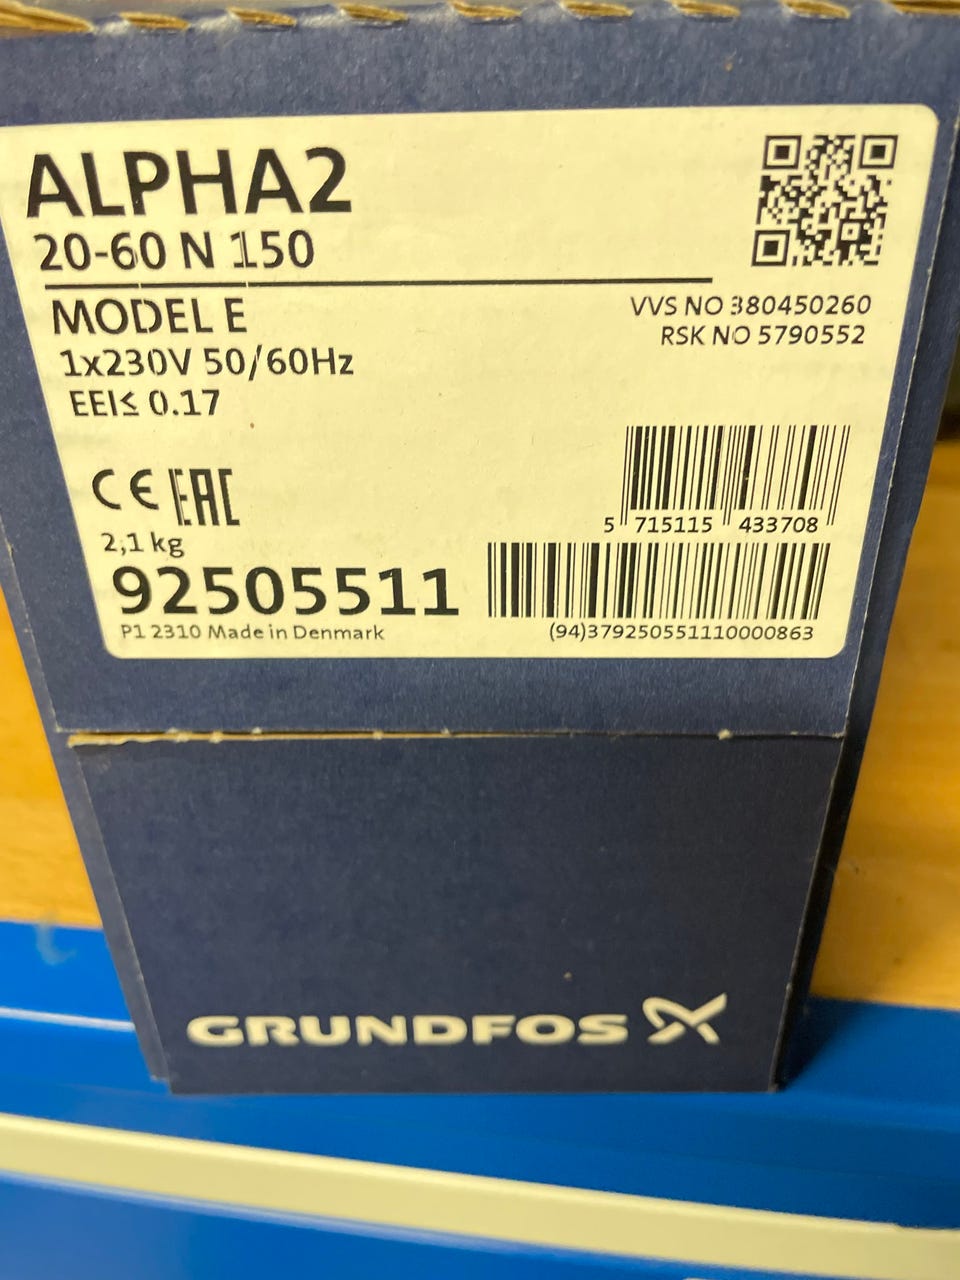 ALPHA2
20-60 N 150
MODEL E
1x230V 50/60Hz
EEI≤ 0.17
VVS NO 380450260
RSK NO 5790552
5 715115 433708
CE EAC
2,1 kg
92505511
P1 2310 Made in Denmark
(94)379250551110000863
GRUNDFOS